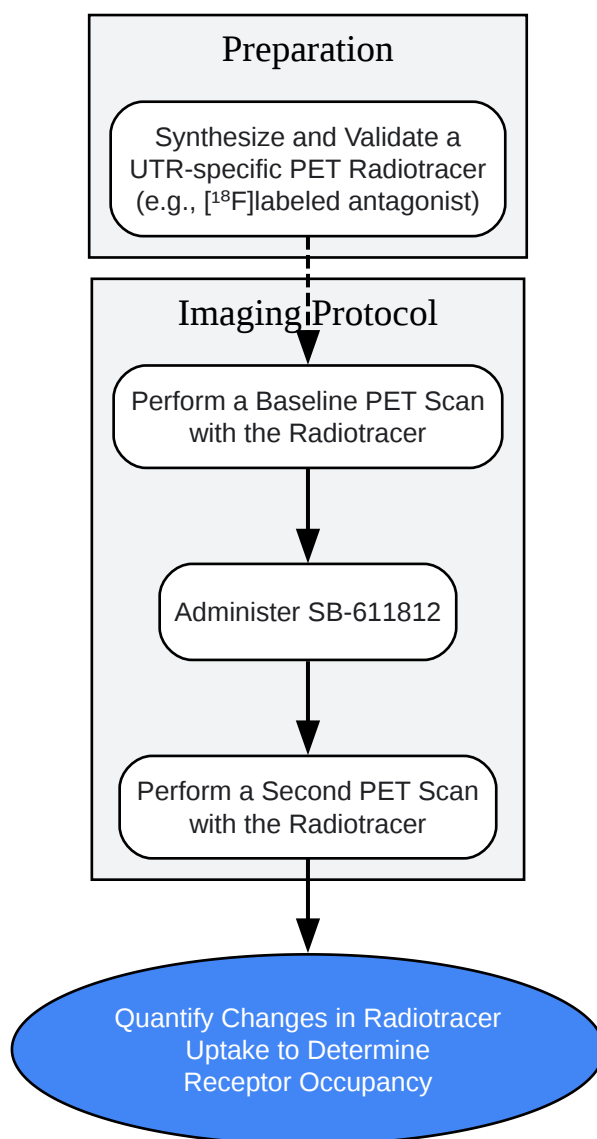 Preparation
Synthesize and Validate a
UTR-specific PET Radiotracer
(e.g., [¹⁸F]labeled antagonist)
Imaging Protocol
Perform a Baseline PET Scan
with the Radiotracer
Administer SB-611812
Perform a Second PET Scan
with the Radiotracer
Quantify Changes in Radiotracer
Uptake to Determine
Receptor Occupancy